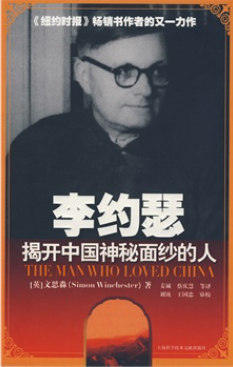 《纽约时报》畅销书作者的又一力作
李约瑟
揭开中国神秘面纱的人
THE MAN WHO LOVED CHINA
[英] 文思淼 (Simon Winchester) 著
上海科学技术文献出版社